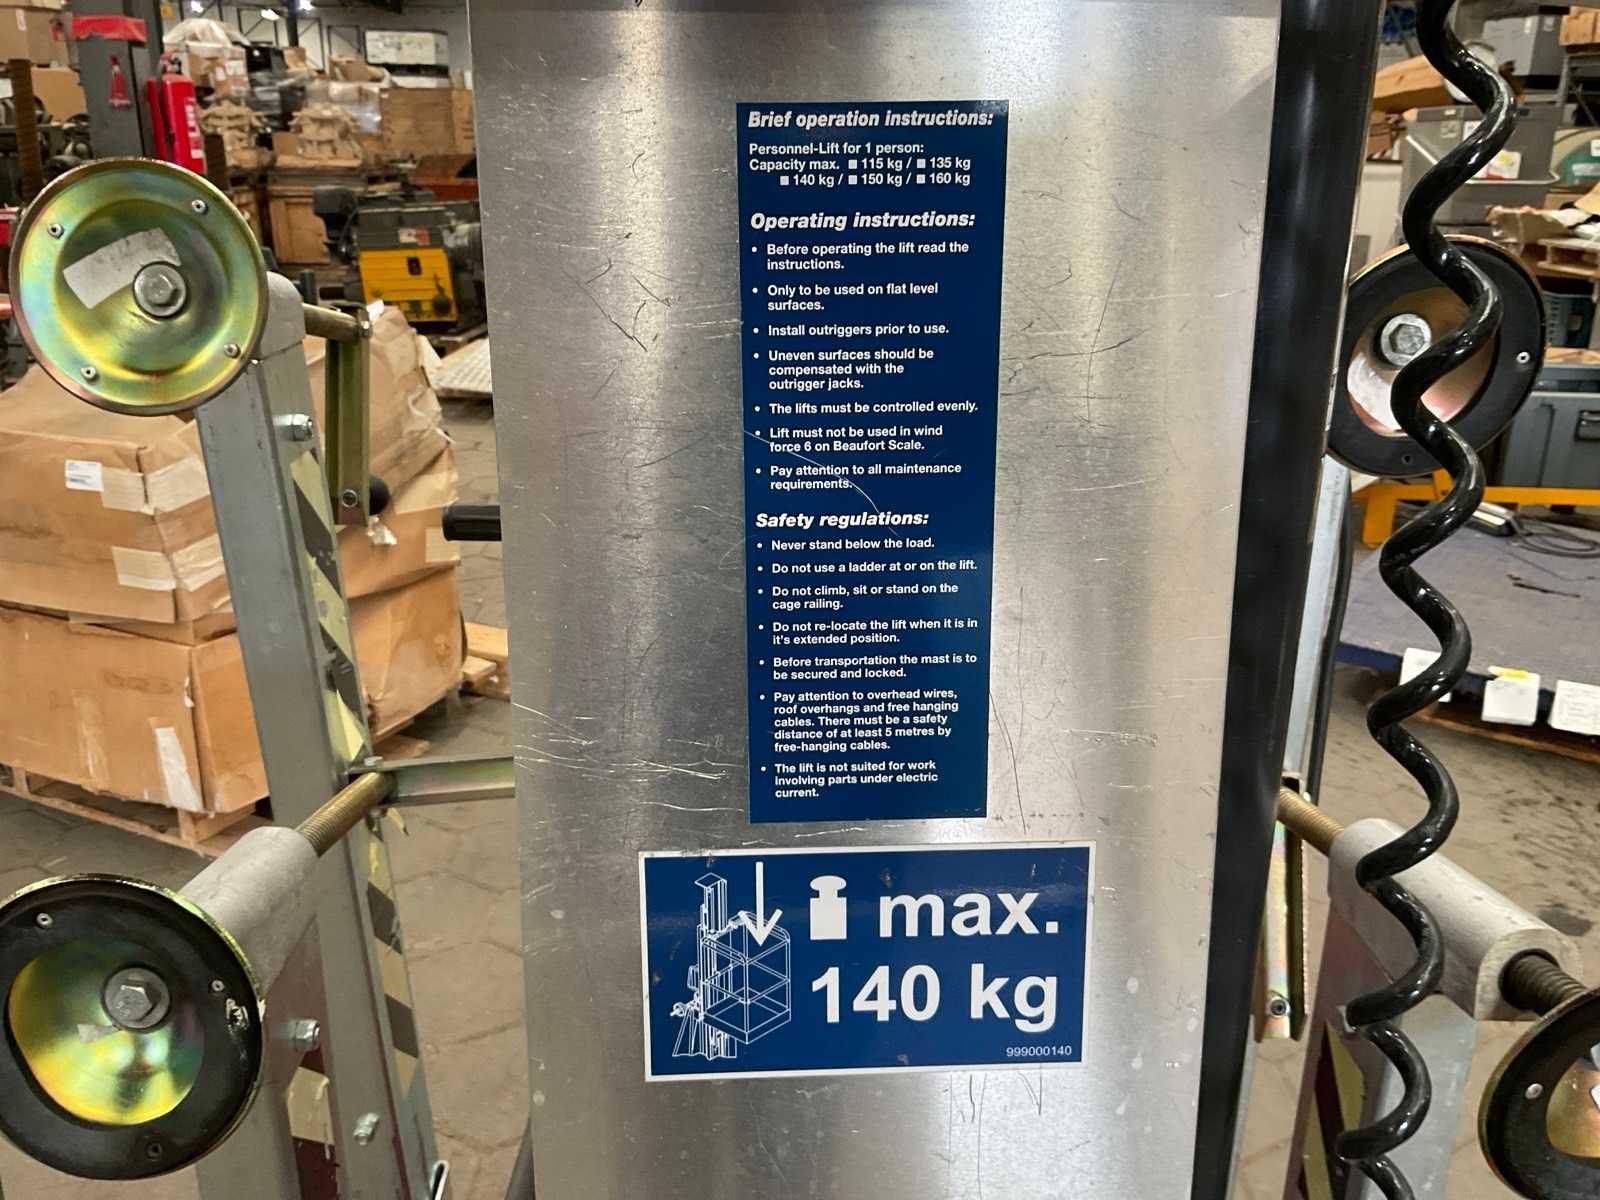 Brief operation instructions:
Personnel-Lift for 1 person:
Capacity max. ■ 115 kg / ■ 135 kg
■ 140 kg / ■ 150 kg / ■ 160 kg
Operating instructions:
• Before operating the lift read the
instructions.
• Only to be used on flat level
surfaces.
• Install outriggers prior to use.
• Uneven surfaces should be
compensated with the
outrigger jacks.
• The lifts must be controlled evenly.
• Lift must not be used in wind
force 6 on Beaufort Scale.
• Pay attention to all maintenance
requirements.
Safety regulations:
• Never stand below the load.
• Do not use a ladder at or on the lift.
• Do not climb, sit or stand on the
cage railing.
• Do not re-locate the lift when it is in
it's extended position.
• Before transportation the mast is to
be secured and locked.
• Pay attention to overhead wires,
roof overhangs and free hanging
cables. There must be a safety
distance of at least 5 metres by
free-hanging cables.
• The lift is not suited for work
involving parts under electric
current.
max.
140 kg
999000140